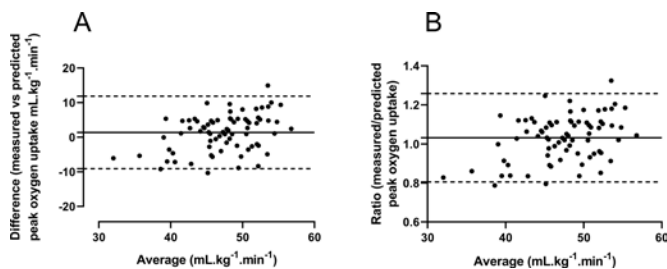 A
Difference (measured vs predicted
peak oxygen uptake mL.kg⁻¹.min⁻¹)
20
10
0
-10
-20
30
40
50
60
Average (mL.kg⁻¹.min⁻¹)
B
Ratio (measured/predicted
peak oxygen uptake)
1.4
1.2
1.0
0.8
0.6
30
40
50
60
Average (mL.kg⁻¹.min⁻¹)